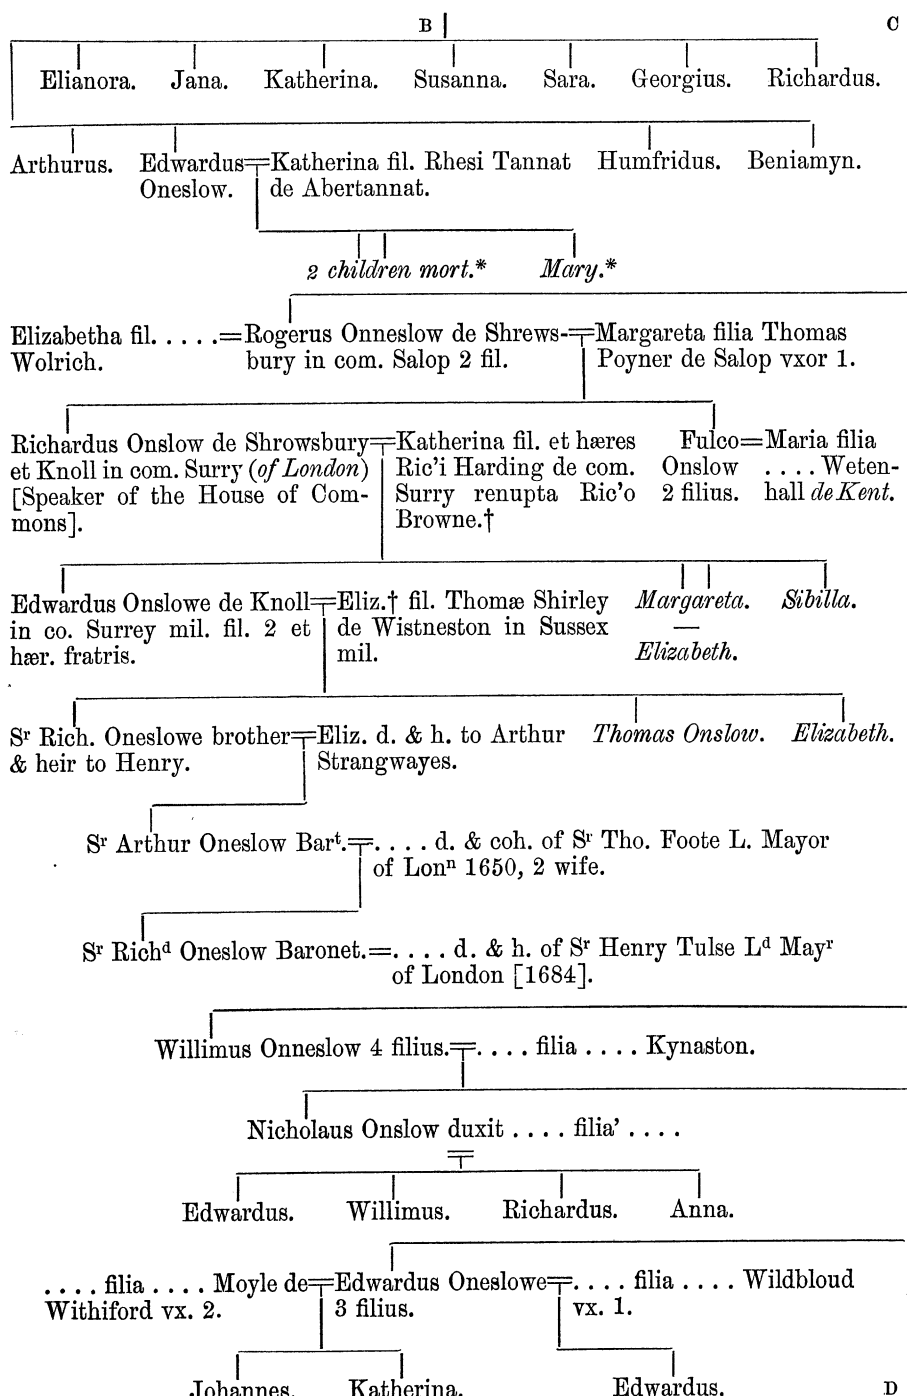 B C
Elianora. Jana. Katherina. Susanna. Sara. Georgius. Richardus.
Arthurus. Edwardus=Katherina fil. Rhesi Tannat Humfridus. Beniamyn.
Oneslow. de Abertannat.
2 children mort.* Mary.*
Elizabetha fil. . . . . .=Rogerus Onneslow de Shrews-=Margareta filia Thomas
Wolrich. bury in com. Salop 2 fil. Poyner de Salop vxor 1.
Richardus Onslow de Shrowsbury=Katherina fil. et hæres Fulco=Maria filia
et Knoll in com. Surry (of London) Ric'i Harding de com. Onslow . . . . Weten-
[Speaker of the House of Com- Surry renupta Ric'o 2 filius. hall de Kent.
mons]. Browne.†
Edwardus Onslowe de Knoll=Eliz.† fil. Thomæ Shirley Margareta. Sibilla.
in co. Surrey mil. fil. 2 et de Wistneston in Sussex —
hær. fratris. mil. Elizabeth.
Sʳ Rich. Oneslowe brother=Eliz. d. & h. to Arthur Thomas Onslow. Elizabeth.
& heir to Henry. Strangwayes.
Sʳ Arthur Oneslow Barᵗ.=. . . . d. & coh. of Sʳ Tho. Foote L. Mayor
of Lonⁿ 1650, 2 wife.
Sʳ Richᵈ Oneslow Baronet.=. . . . d. & h. of Sʳ Henry Tulse Lᵈ Mayʳ
of London [1684].
Willimus Onneslow 4 filius.=. . . . filia . . . . Kynaston.
Nicholaus Onslow duxit . . . . filia' . . . .
Edwardus. Willimus. Richardus. Anna.
. . . . filia . . . . Moyle de=Edwardus Oneslowe=. . . . filia . . . . Wildbloud
Withiford vx. 2. 3 filius. vx. 1.
Johannes. Katherina. Edwardus. D